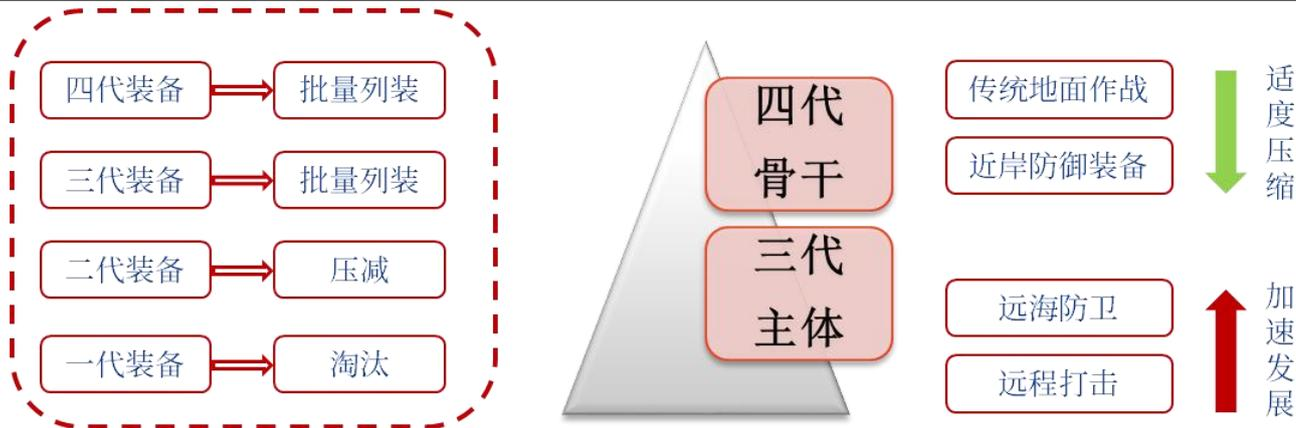 四代装备
批量列装
三代装备
批量列装
二代装备
压减
一代装备
淘汰
四代
骨干
三代
主体
传统地面作战
近岸防御装备
适度压缩
远海防卫
远程打击
加速发展